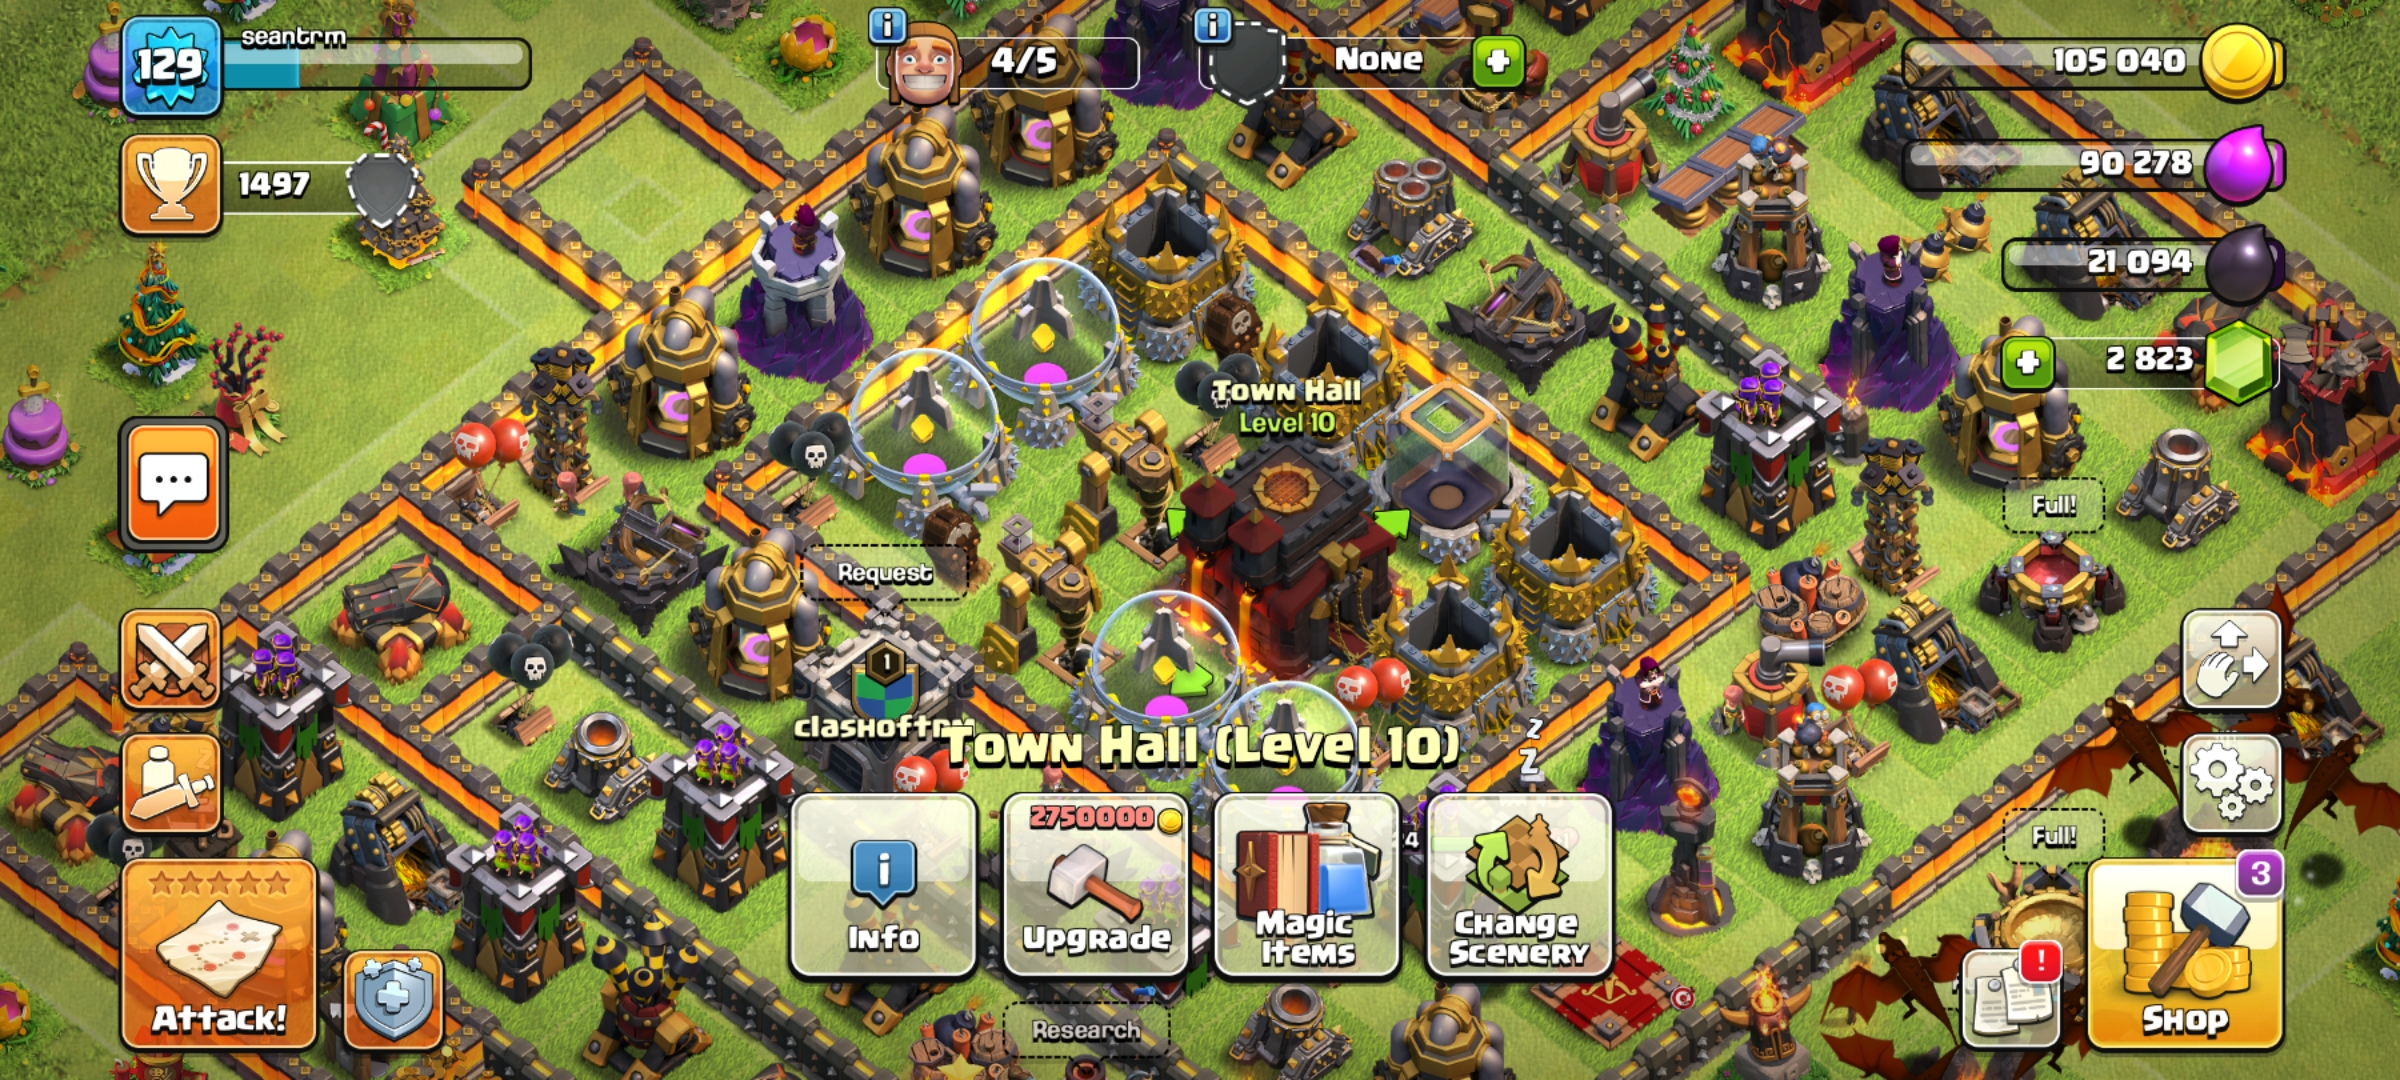 129
seantrm
4/5
None
105 040
1497
90 278
21 094
2 823
Town Hall
Level 10
Full!
Request
1
Town Hall (Level 10)
z
z
2750000
Info
Upgrade
Magic
Items
Change
Scenery
Full!
3
Attack!
Research
!
Shop